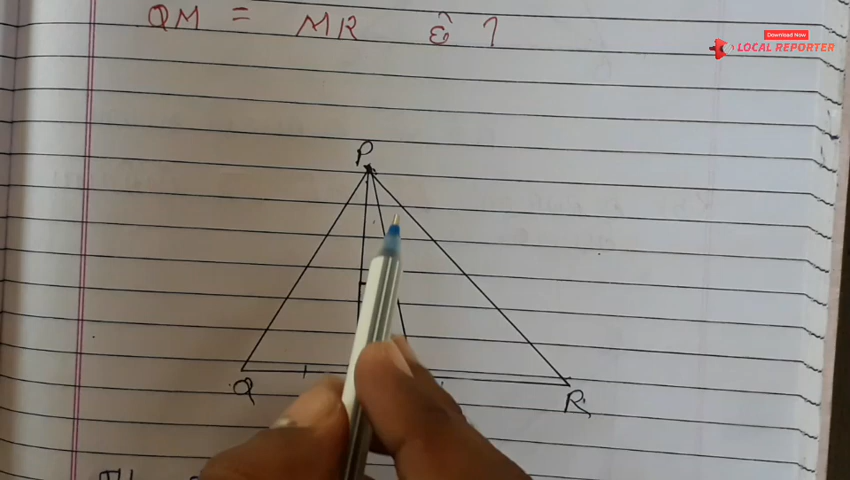 Download Now
LOCAL REPORTER
QM = MR
P
Q
R